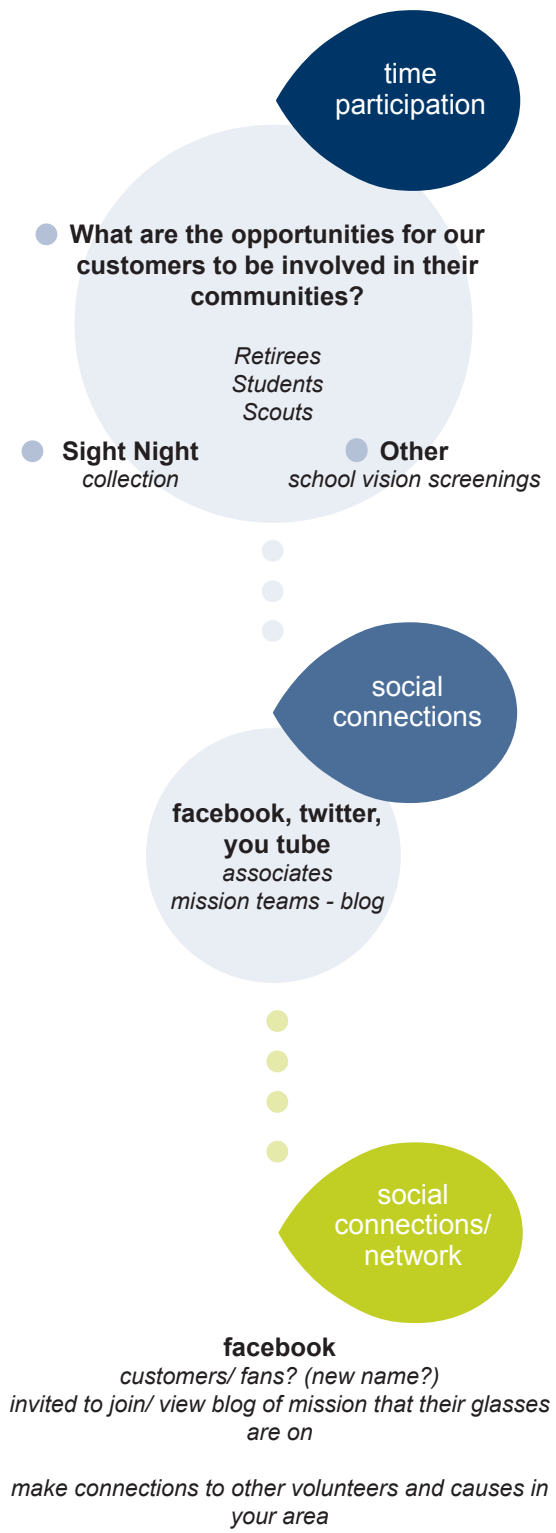 time
participation
What are the opportunities for our
customers to be involved in their
communities?
Retirees
Students
Scouts
Sight Night
collection
Other
school vision screenings
social
connections
facebook, twitter,
you tube
associates
mission teams - blog
social
connections/
network
facebook
customers/ fans? (new name?)
invited to join/ view blog of mission that their glasses
are on
make connections to other volunteers and causes in
your area